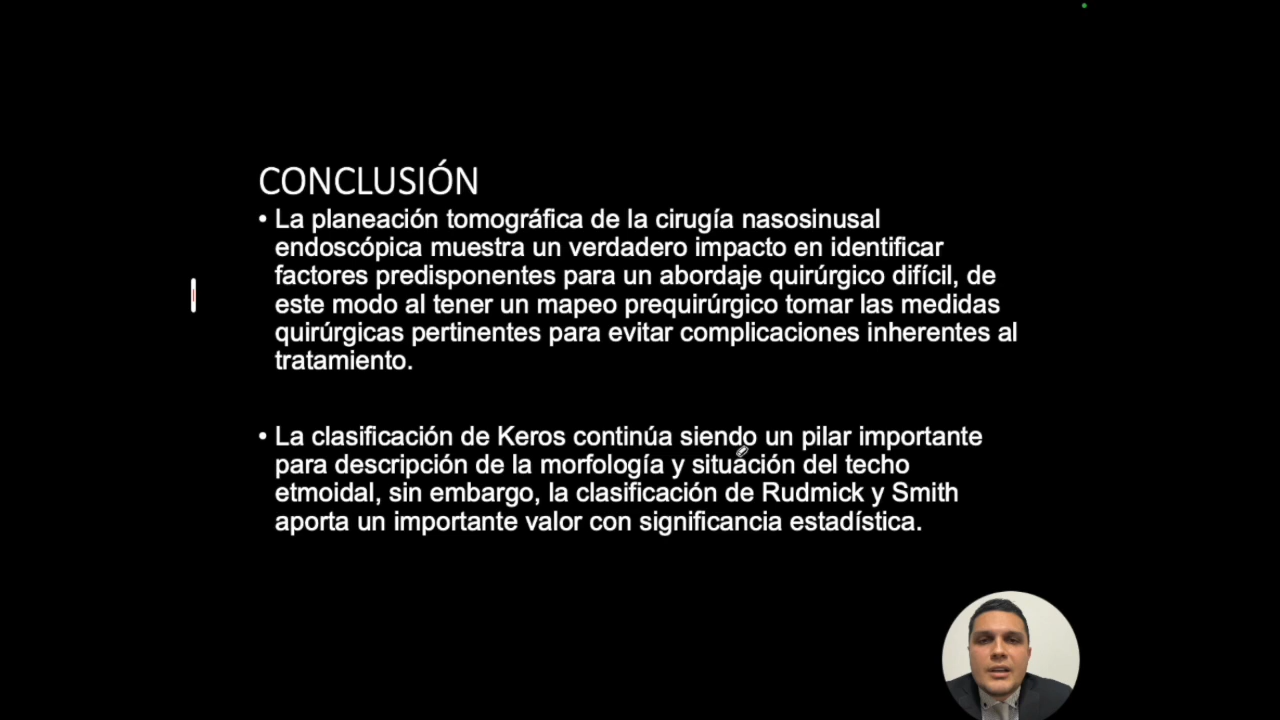 CONCLUSIÓN
• La planeación tomográfica de la cirugía nasosinusal
endoscópica muestra un verdadero impacto en identificar
factores predisponentes para un abordaje quirúrgico difícil, de
este modo al tener un mapeo prequirúrgico tomar las medidas
quirúrgicas pertinentes para evitar complicaciones inherentes al
tratamiento.
• La clasificación de Keros continúa siendo un pilar importante
para descripción de la morfología y situación del techo
etmoidal, sin embargo, la clasificación de Rudmick y Smith
aporta un importante valor con significancia estadística.